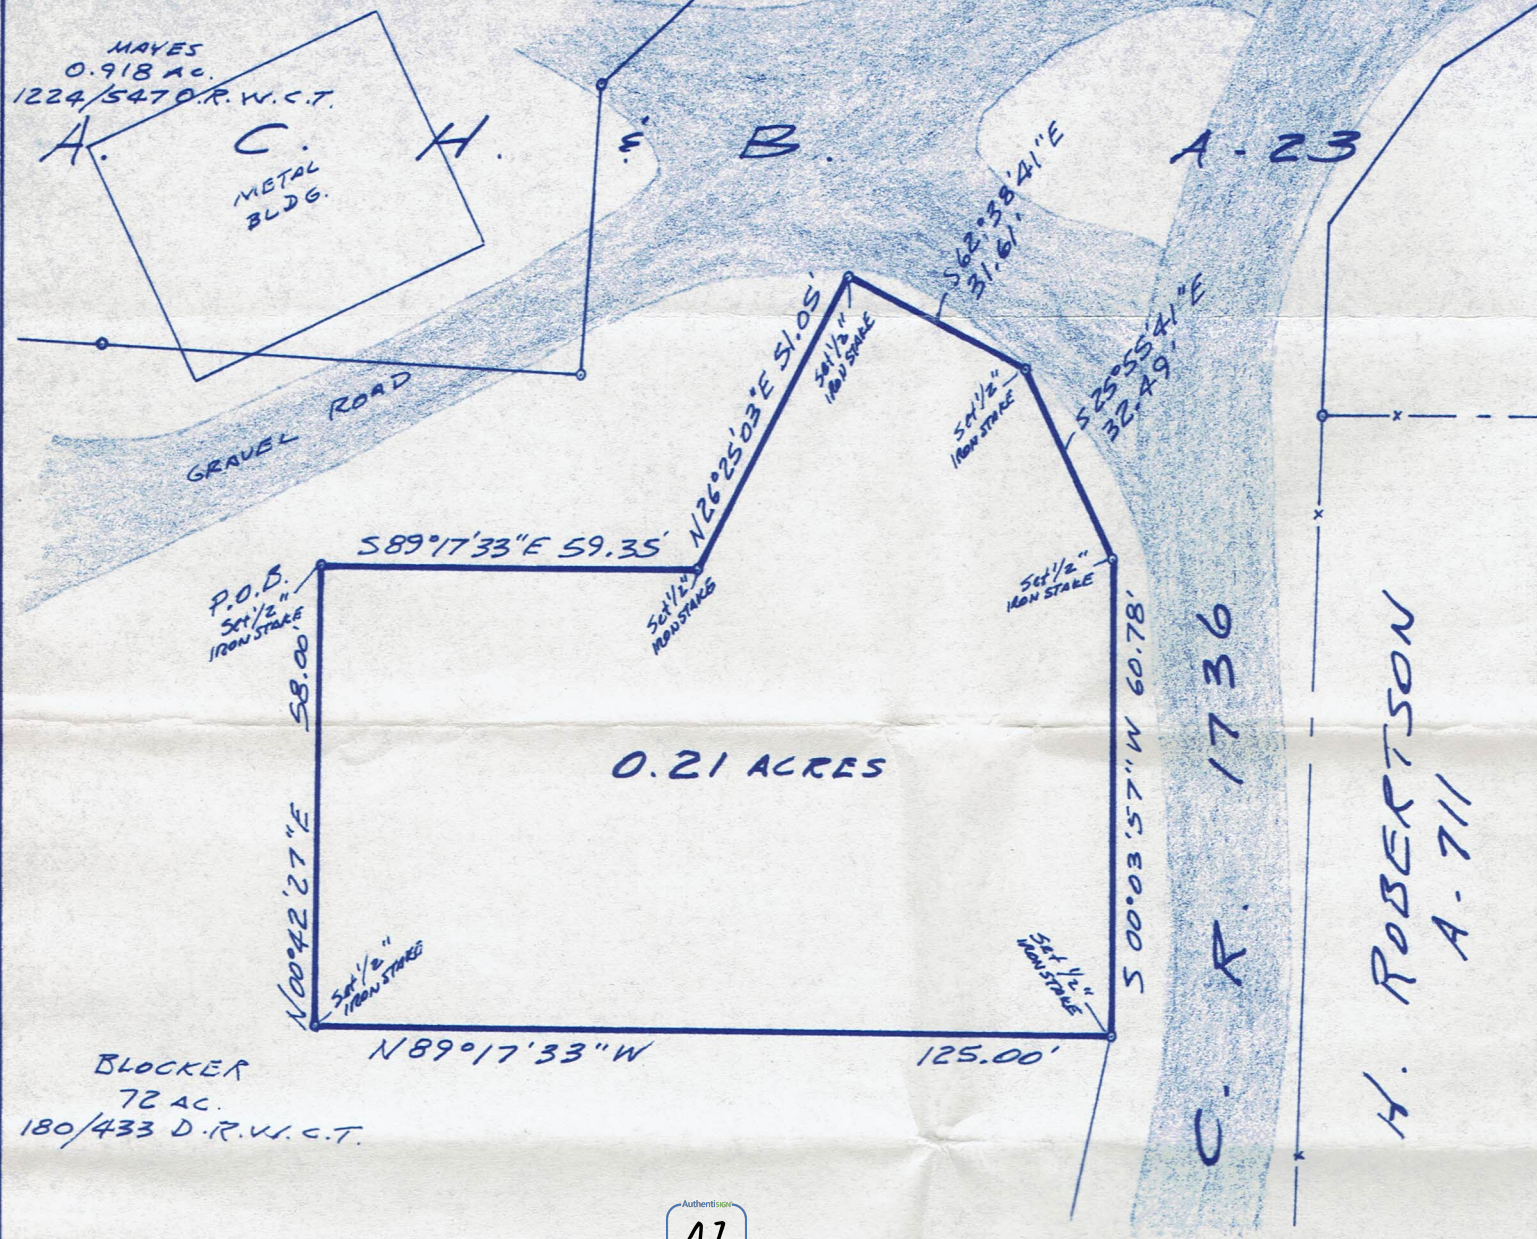 MAYES
0.918 AC.
1224/547 O.R.W.C.T.
A. C. H. & B. A-23
METAL
BLDG.
S62°38'41"E
31.61'
S25°55'41"E
32.49'
N26°25'03"E 51.05'
Set 1/2"
IRON STAKE
Set 1/2"
IRON STAKE
GRAVEL ROAD
S89°17'33"E 59.35'
P.O.B.
Set 1/2"
IRON STAKE
Set 1/2"
IRON STAKE
Set 1/2"
IRON STAKE
N00°42'27"E 58.00'
0.21 ACRES
S 00°03'57"W 60.78'
C. R. 1736
H. ROBERTSON
A-711
Set 1/2"
IRON STAKE
Set 1/2"
IRON STAKE
N89°17'33"W 125.00'
BLOCKER
72 AC.
180/433 D.R.W.C.T.
AuthentiSIGN